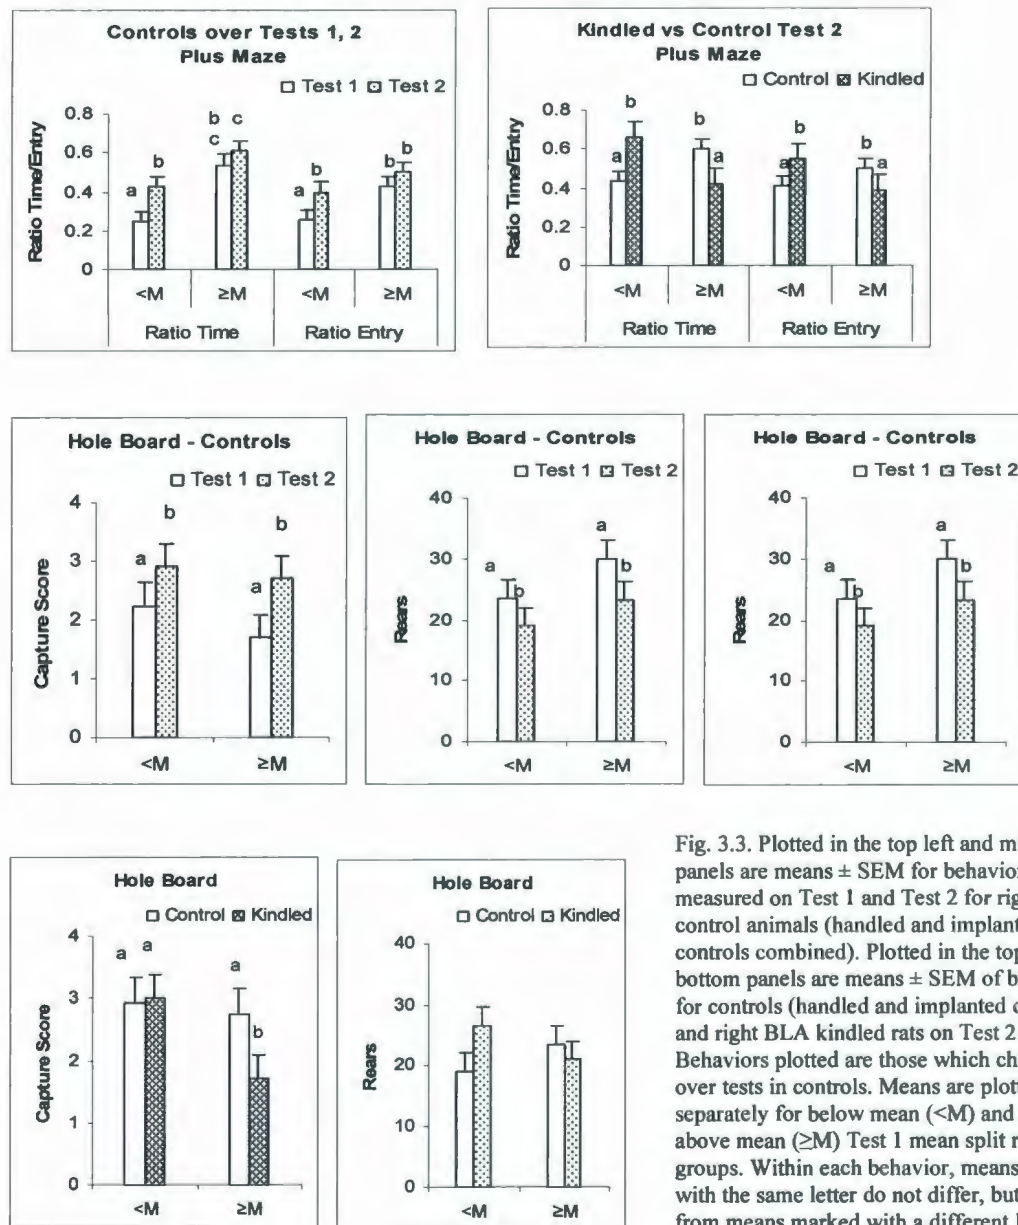 Controls over Tests 1, 2
Plus Maze
Test 1 Test 2
Ratio Time/Entry
0.8
0.6
0.4
0.2
0
a b b c c a b b b
<M ≥M <M ≥M
Ratio Time Ratio Entry
Kindled vs Control Test 2
Plus Maze
Control Kindled
Ratio Time/Entry
0.8
0.6
0.4
0.2
0
a b b a a b b a
<M ≥M <M ≥M
Ratio Time Ratio Entry
Hole Board - Controls
Test 1 Test 2
Capture Score
4
3
2
1
0
a b a b
<M ≥M
Hole Board - Controls
Test 1 Test 2
Rears
40
30
20
10
0
a b a b
<M ≥M
Hole Board - Controls
Test 1 Test 2
Rears
40
30
20
10
0
a b a b
<M ≥M
Hole Board
Control Kindled
Capture Score
4
3
2
1
0
a a a b
<M ≥M
Hole Board
Control Kindled
Rears
40
30
20
10
0
<M ≥M
Fig. 3.3. Plotted in the top left and m
panels are means ± SEM for behavior
measured on Test 1 and Test 2 for rig
control animals (handled and implant
controls combined). Plotted in the top
bottom panels are means ± SEM of b
for controls (handled and implanted c
and right BLA kindled rats on Test 2.
Behaviors plotted are those which ch
over tests in controls. Means are plott
separately for below mean (<M) and
above mean (≥M) Test 1 mean split r
groups. Within each behavior, means
with the same letter do not differ, but
from means marked with a different l